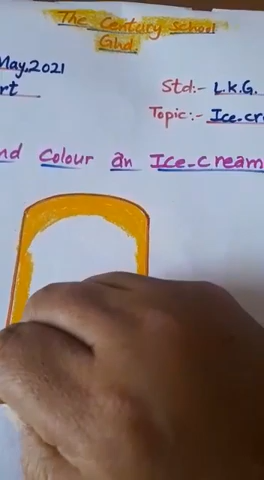 The Century School
Ghd.
May, 2021
Std:- L.K.G.
rt
Topic:- Ice-cr
nd Colour an Ice-cream